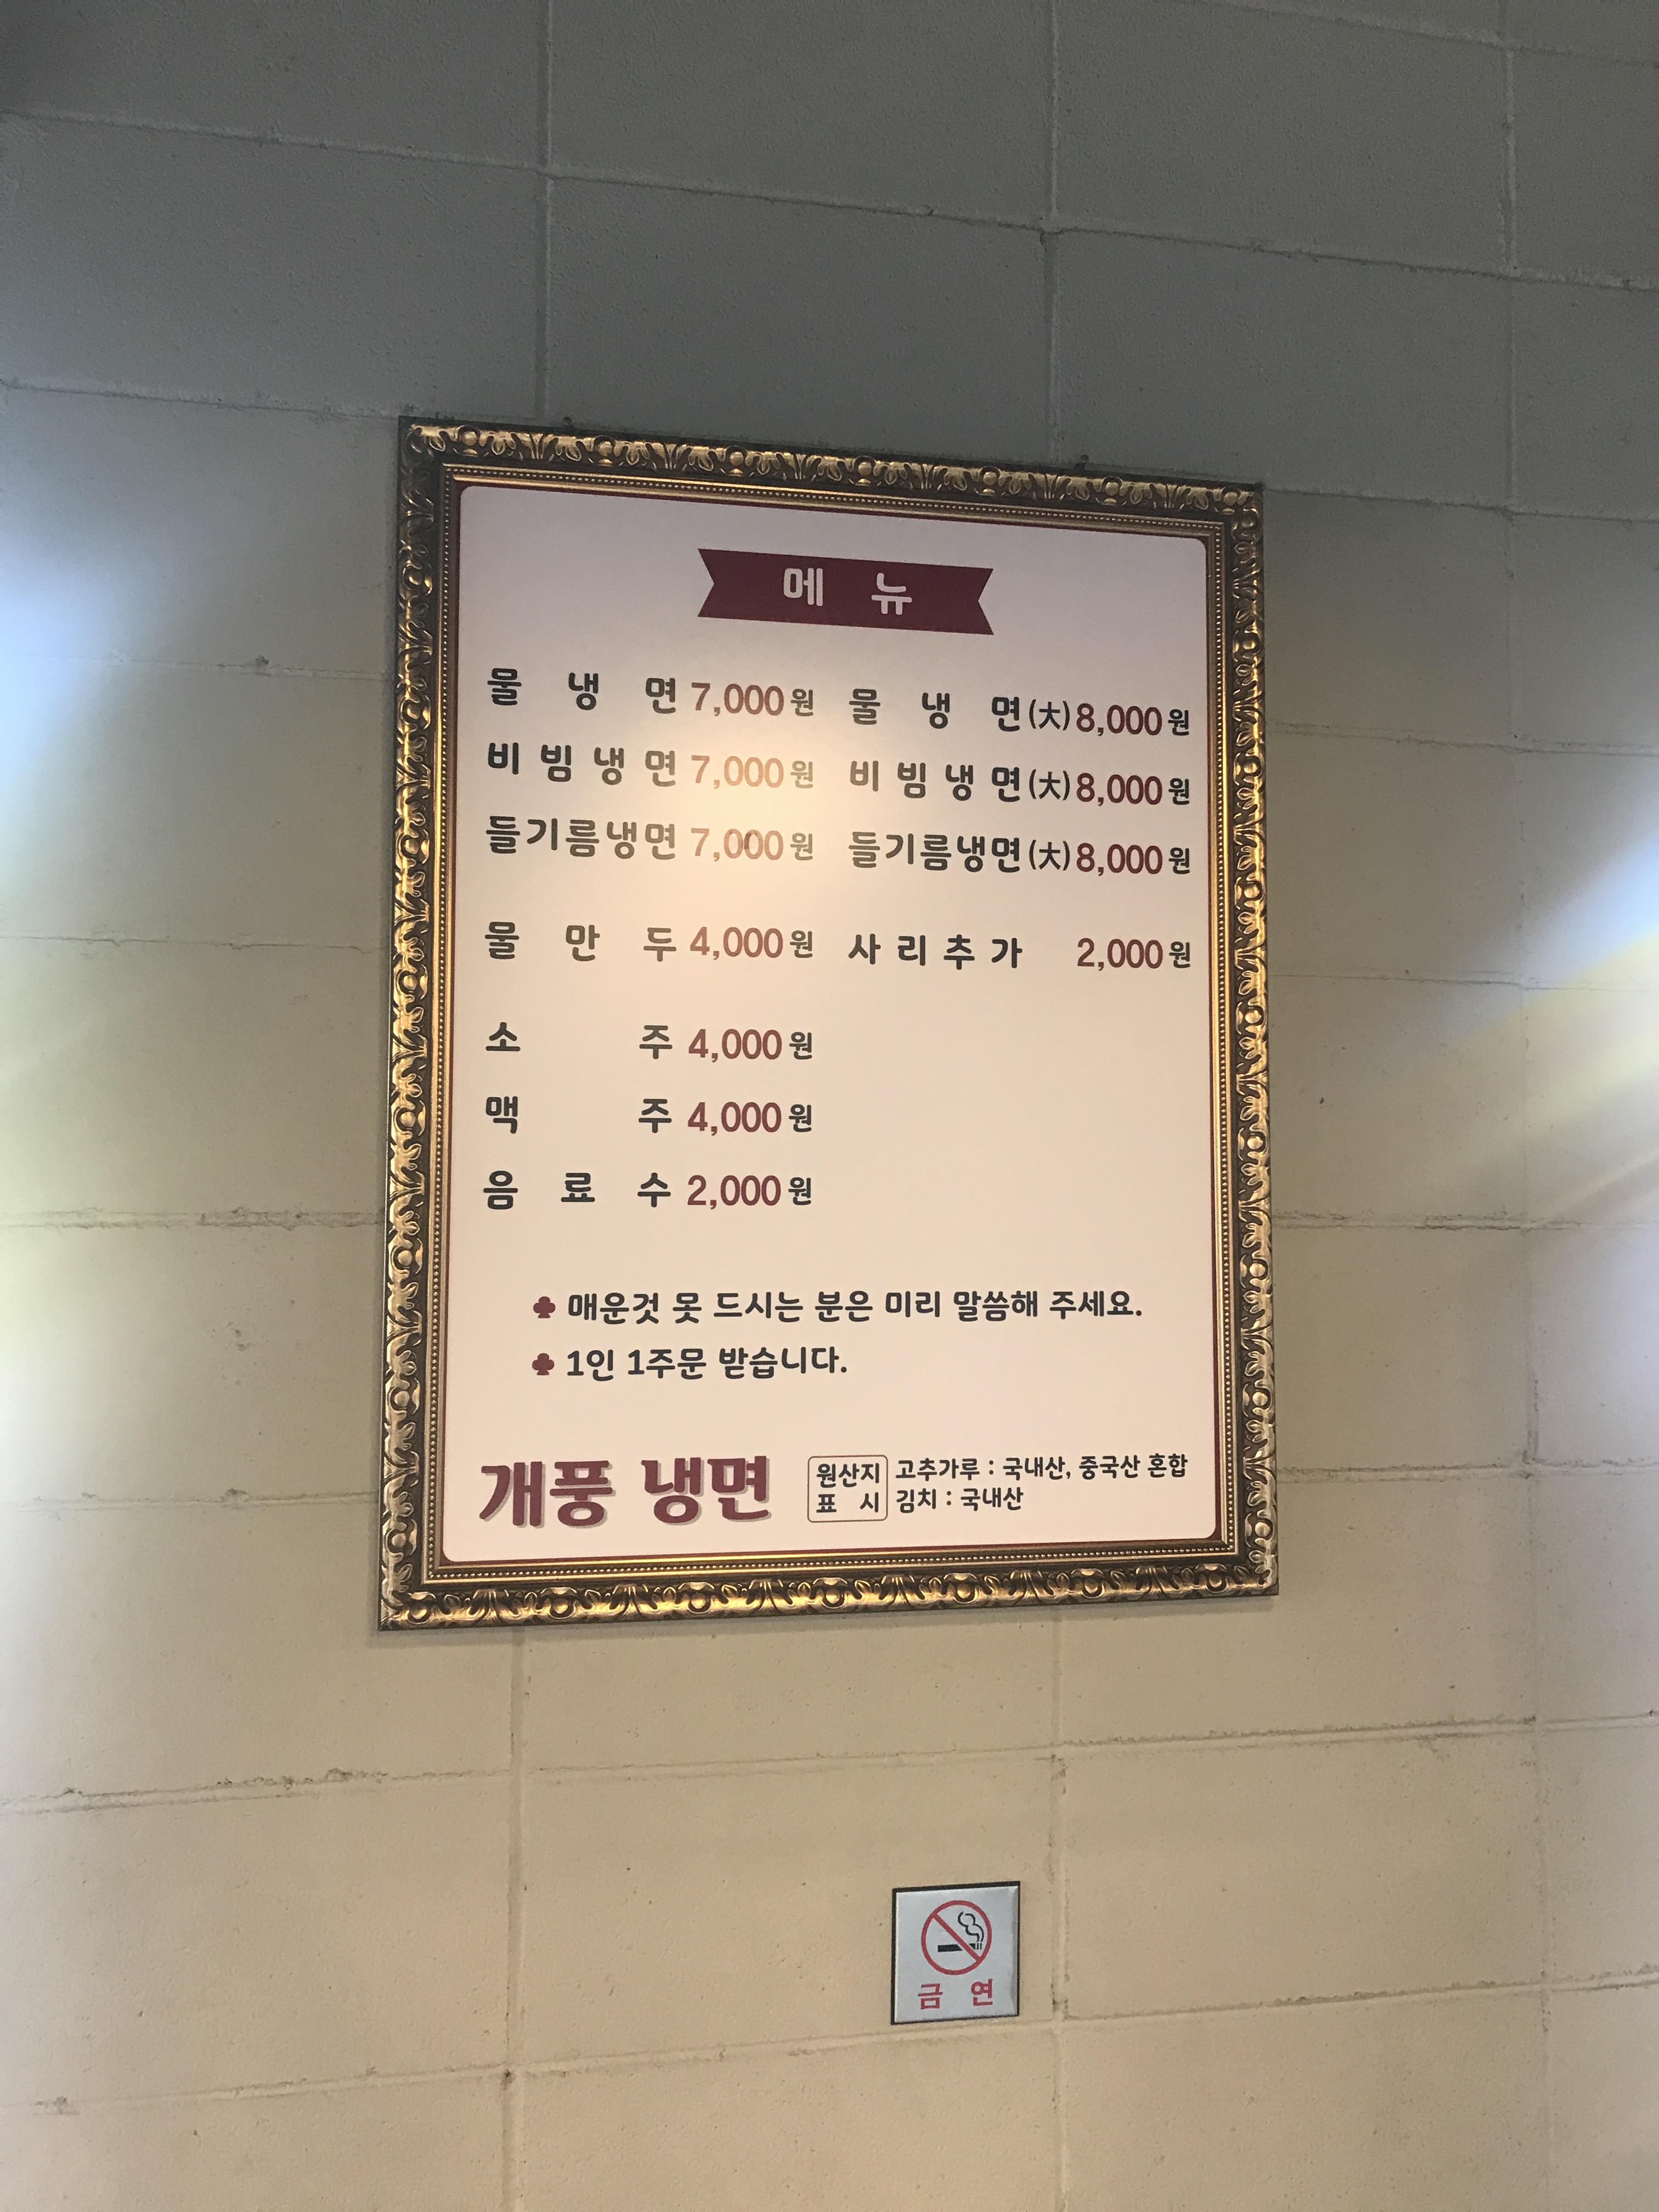 메 뉴
물 냉 면 7,000원 물 냉 면(大)8,000원
비 빔 냉 면 7,000원 비 빔 냉 면(大)8,000원
들기름냉면 7,000원 들기름냉면(大)8,000원
물 만 두 4,000원 사 리 추 가 2,000원
소 주 4,000원
맥 주 4,000원
음 료 수 2,000원
♣ 매운것 못 드시는 분은 미리 말씀해 주세요.
♣ 1인 1주문 받습니다.
개풍 냉면
원산지 표 시
고추가루 : 국내산, 중국산 혼합
김치 : 국내산
금 연